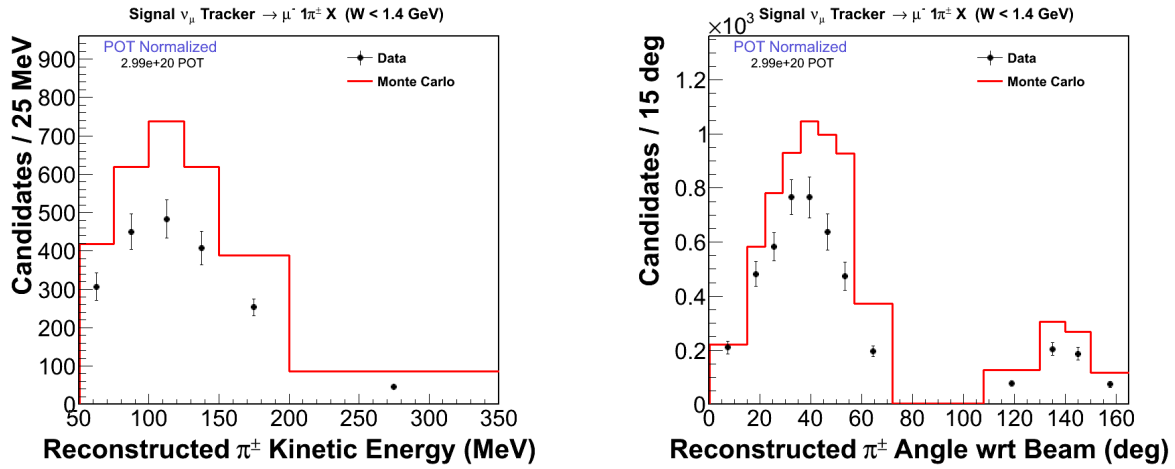 Signal νμ Tracker → μ- 1π± X (W < 1.4 GeV)
POT Normalized
2.99e+20 POT
Data
Monte Carlo
Candidates / 25 MeV
900
800
700
600
500
400
300
200
100
0
50 100 150 200 250 300 350
Reconstructed π± Kinetic Energy (MeV)
Signal νμ Tracker → μ- 1π± X (W < 1.4 GeV)
×10³
POT Normalized
2.99e+20 POT
Data
Monte Carlo
Candidates / 15 deg
1.2
1
0.8
0.6
0.4
0.2
0
0 20 40 60 80 100 120 140 160
Reconstructed π± Angle wrt Beam (deg)